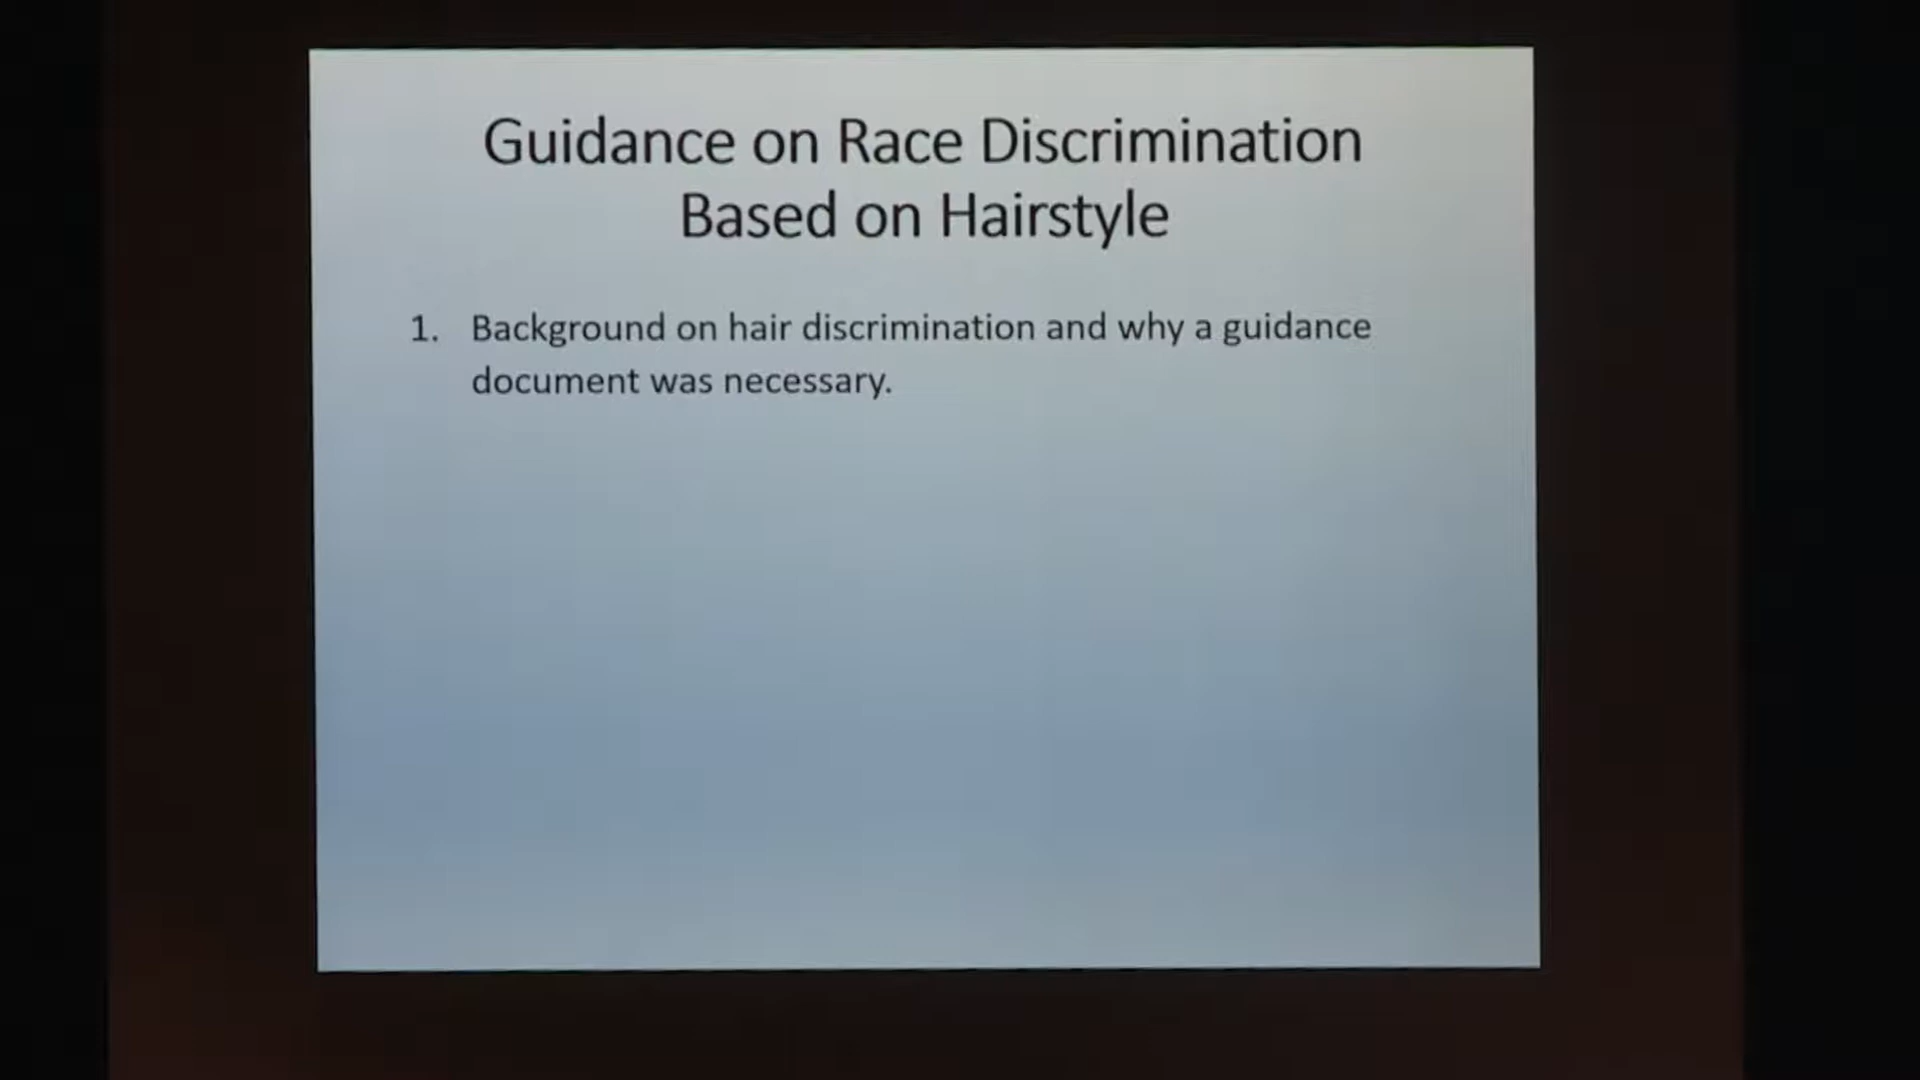 Guidance on Race Discrimination
Based on Hairstyle
1. Background on hair discrimination and why a guidance
document was necessary.